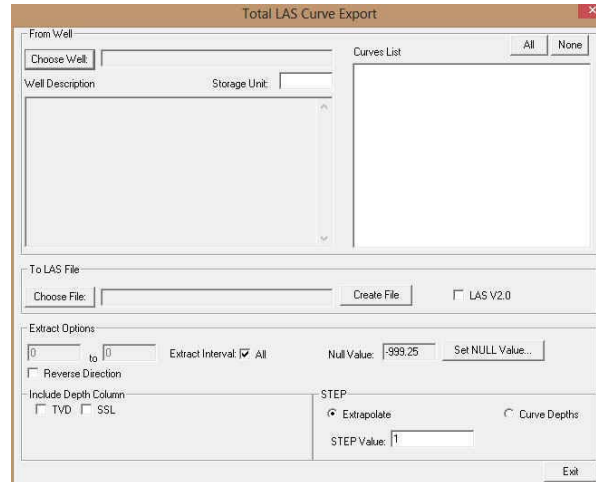 Total LAS Curve Export
From Well
Choose Well:
Curves List
All
None
Well Description
Storage Unit:
To LAS File
Choose File:
Create File
LAS V2.0
Extract Options
0
to
0
Extract Interval:
All
Null Value:
-999.25
Set NULL Value...
Reverse Direction
Include Depth Column
TVD
SSL
STEP
Extrapolate
Curve Depths
STEP Value:
1
Exit